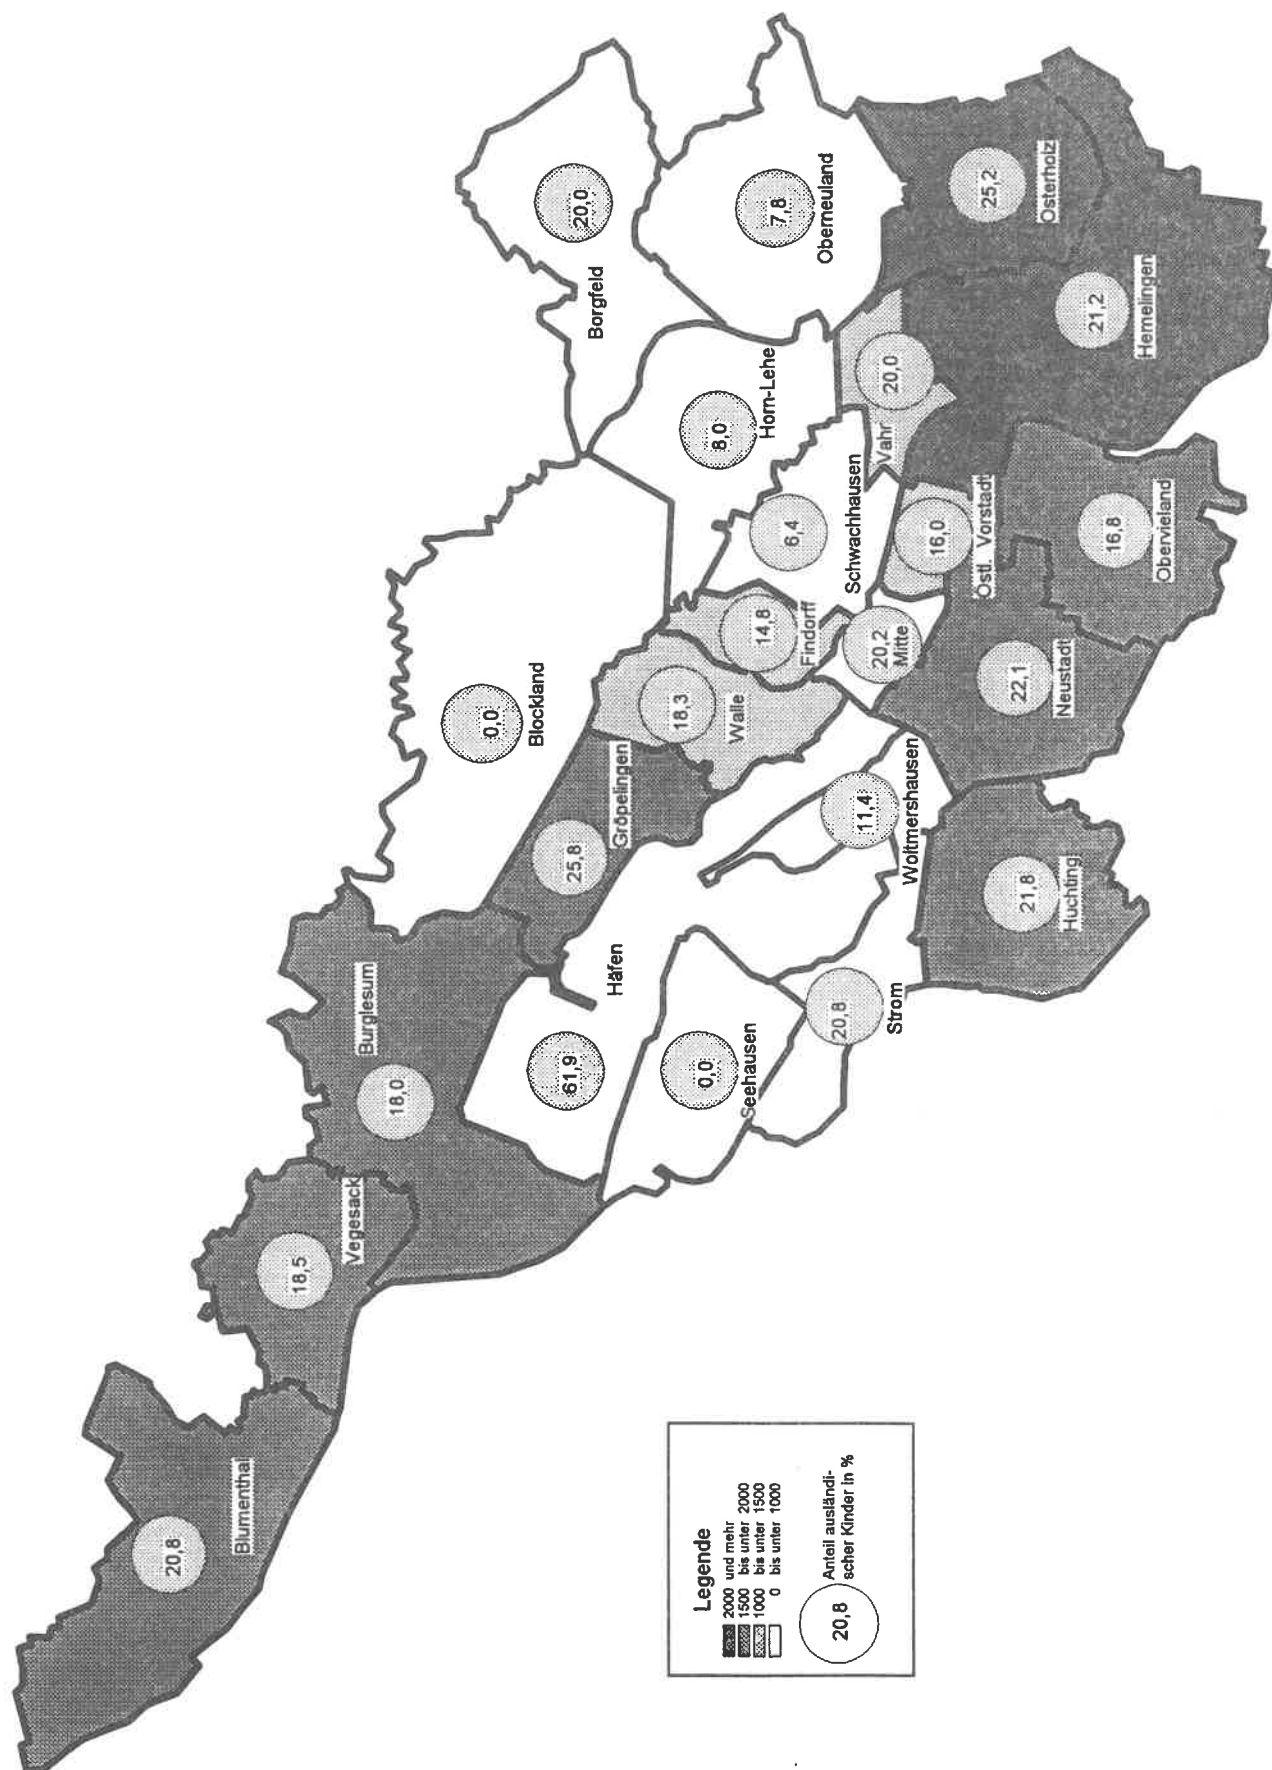 Blumenthal
20,8
Vegesack
18,5
Burglesum
18,0
Blockland
0,0
Gröpelingen
25,8
Häfen
61,9
Seehausen
0,0
Strom
20,8
Woltmershausen
11,4
Huchting
21,8
Walle
18,3
Findorff
14,8
Mitte
20,2
Neustadt
22,1
Schwachhausen
6,4
Östl. Vorstadt
16,0
Obervieland
16,8
Horn-Lehe
8,0
Vahr
20,0
Borgfeld
20,0
Oberneuland
7,8
Osterholz
25,2
Hemelingen
21,2
Legende
2000 und mehr
1500 bis unter 2000
1000 bis unter 1500
0 bis unter 1000
20,8
Anteil ausländi-
scher Kinder in %